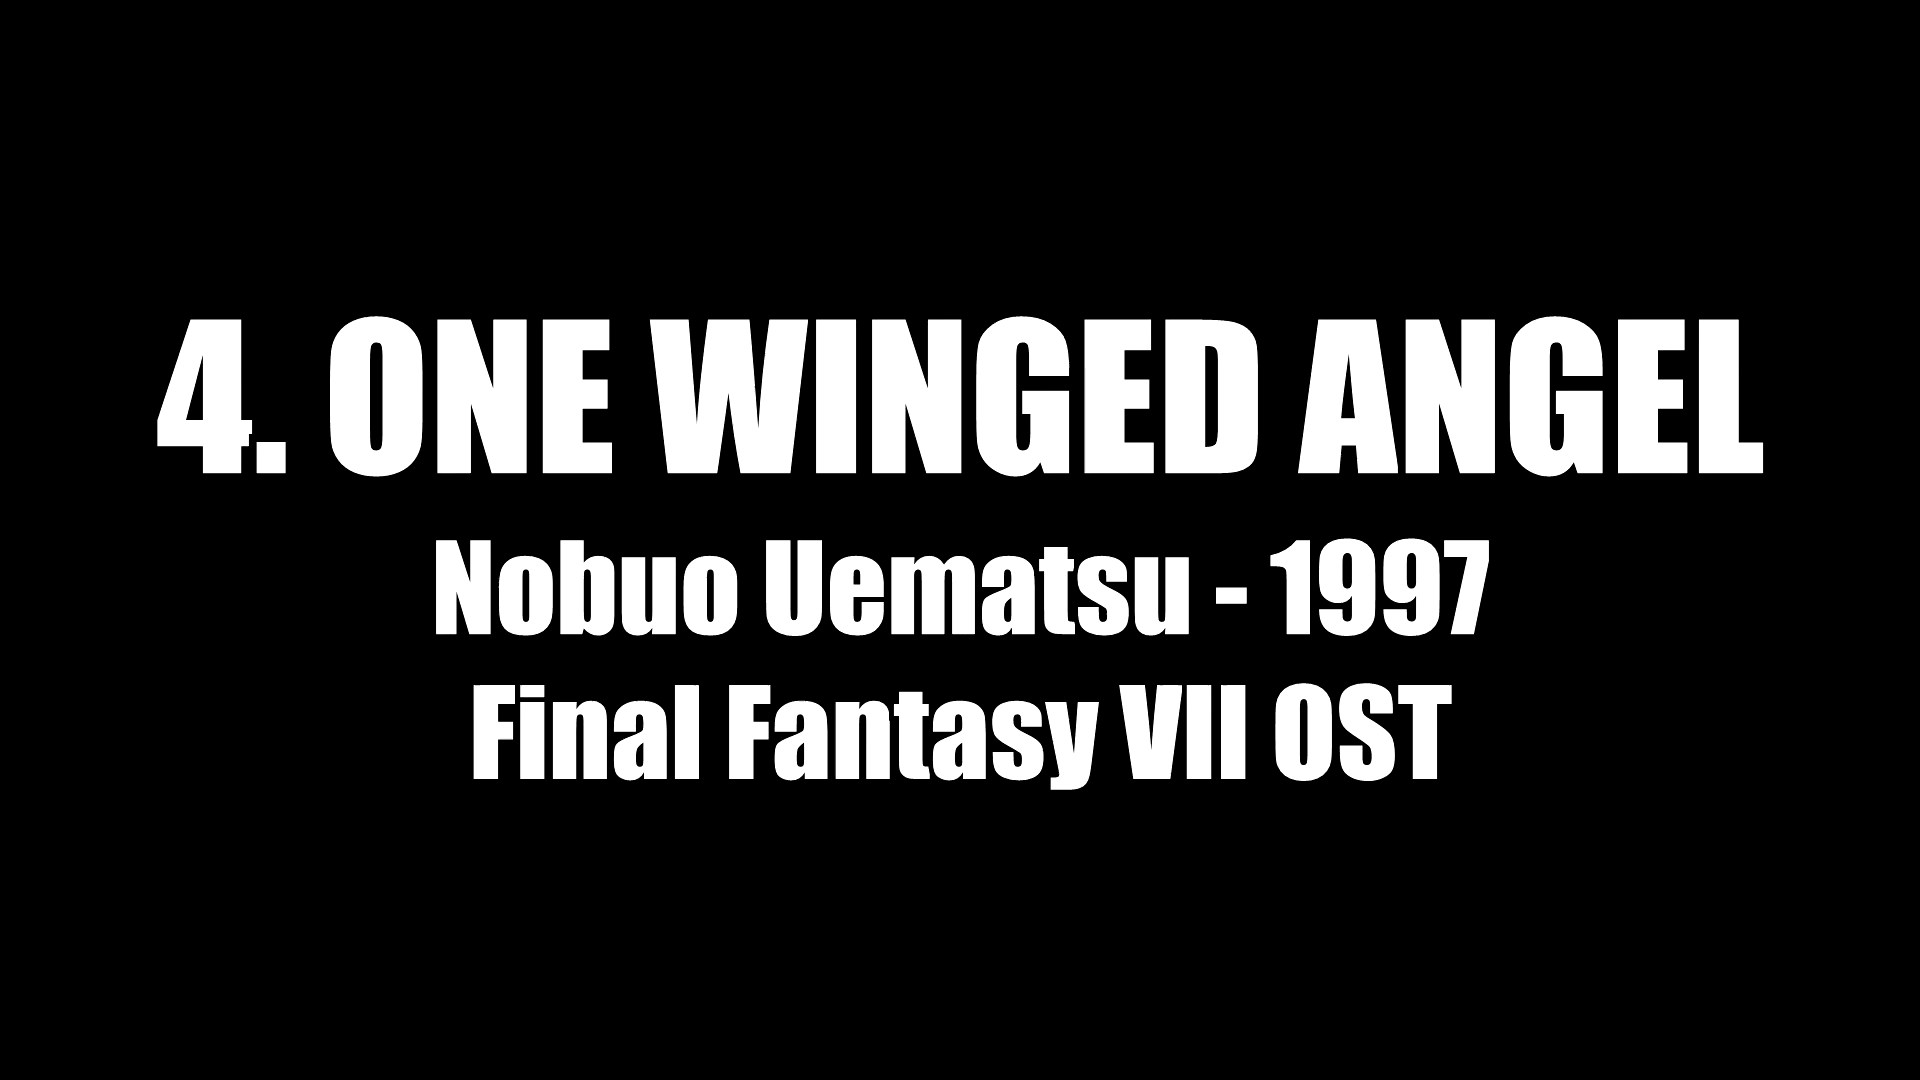 4. ONE WINGED ANGEL
Nobuo Uematsu - 1997
Final Fantasy VII OST